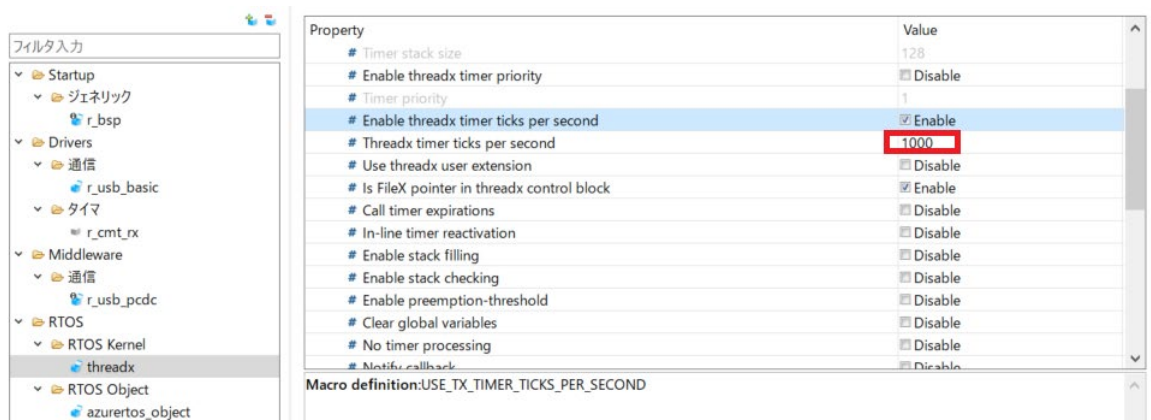 フィルタ入力
Startup
ジェネリック
r_bsp
Drivers
通信
r_usb_basic
タイマ
r_cmt_rx
Middleware
通信
r_usb_pcdc
RTOS
RTOS Kernel
threadx
RTOS Object
azurertos_object
Property Value
# Timer stack size 128
# Enable threadx timer priority Disable
# Timer priority 1
# Enable threadx timer ticks per second Enable
# Threadx timer ticks per second 1000
# Use threadx user extension Disable
# Is FileX pointer in threadx control block Enable
# Call timer expirations Disable
# In-line timer reactivation Disable
# Enable stack filling Disable
# Enable stack checking Disable
# Enable preemption-threshold Disable
# Clear global variables Disable
# No timer processing Disable
# Notify callback Disable
Macro definition:USE_TX_TIMER_TICKS_PER_SECOND